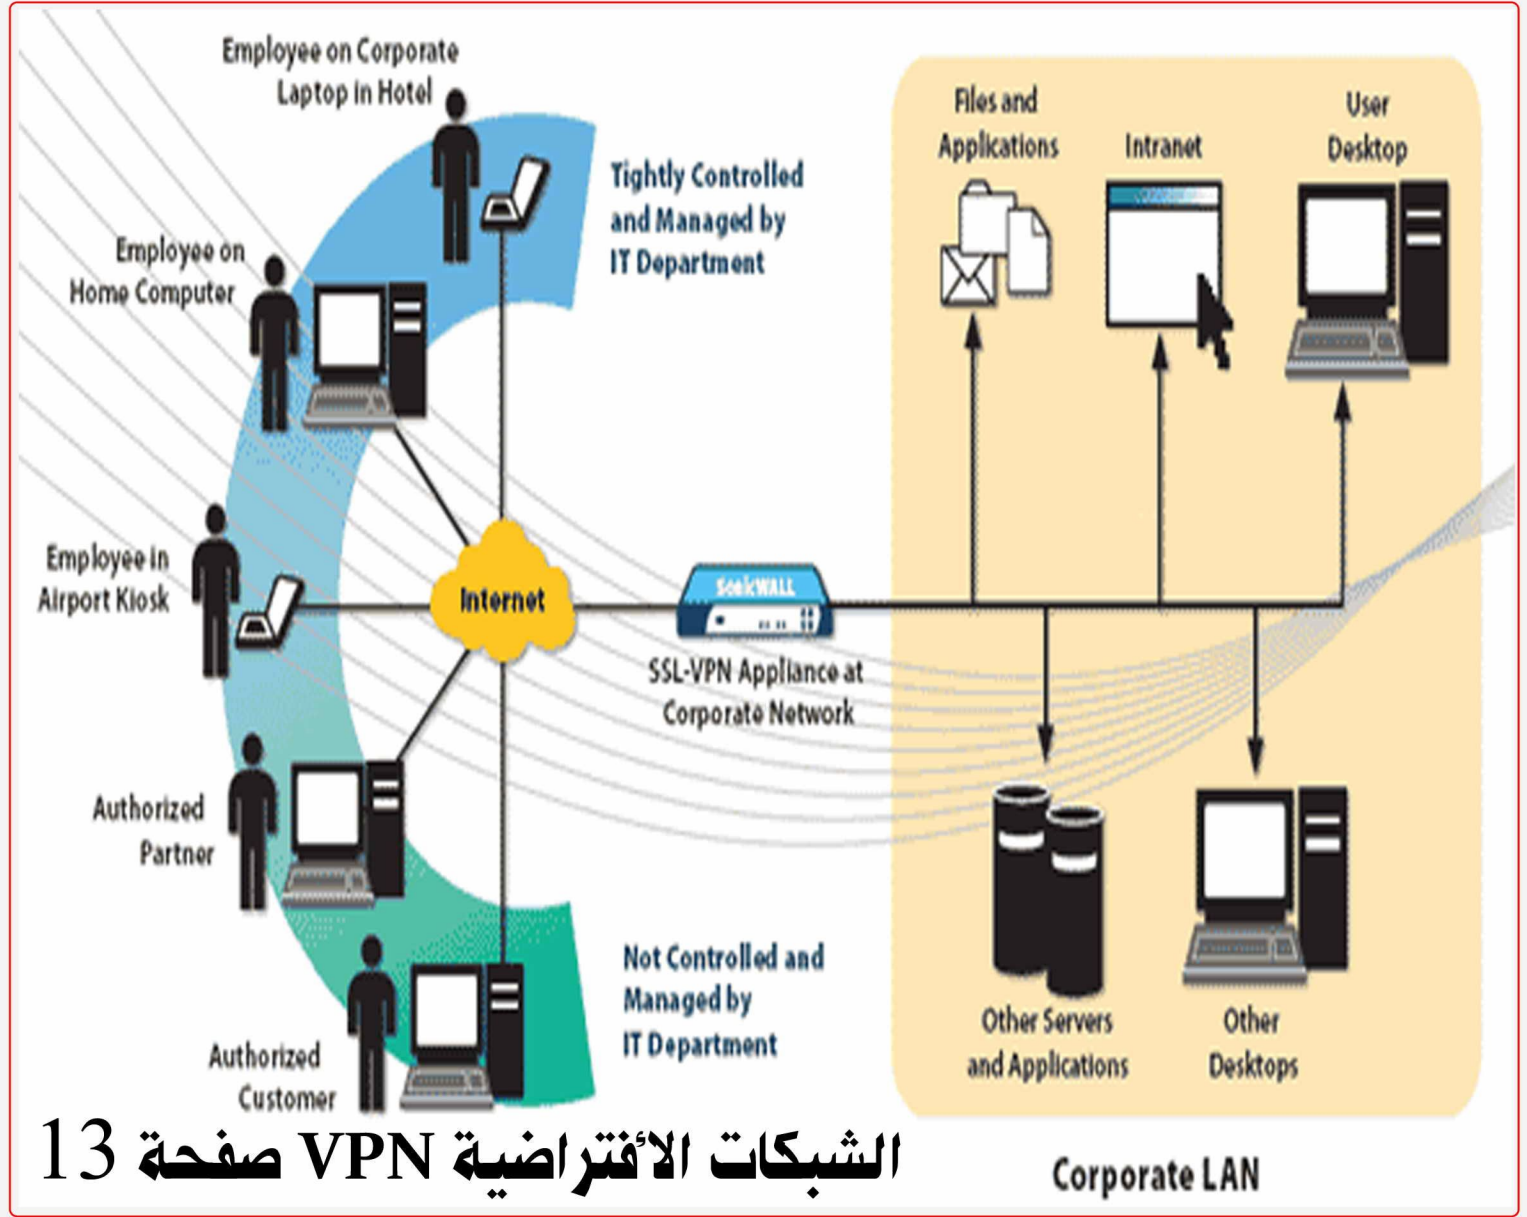 Employee on Corporate
Laptop in Hotel
Tightly Controlled
and Managed by
IT Department
Employee on
Home Computer
Employee in
Airport Kiosk
Internet
SonicWALL
SSL-VPN Appliance at
Corporate Network
Authorized
Partner
Not Controlled and
Managed by
IT Department
Authorized
Customer
Files and
Applications
Intranet
User
Desktop
Other Servers
and Applications
Other
Desktops
Corporate LAN
الشبكات الأفتراضية VPN صفحة 13